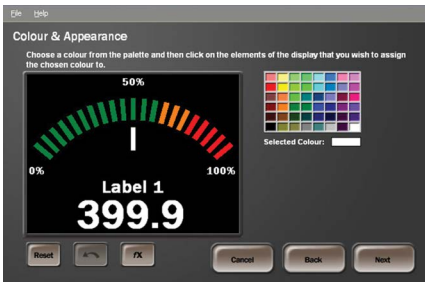 File Help
Colour & Appearance
Choose a colour from the palette and then click on the elements of the display that you wish to assign
the chosen colour to.
50%
0%
100%
Label 1
399.9
Selected Colour:
Reset
fX
Cancel
Back
Next